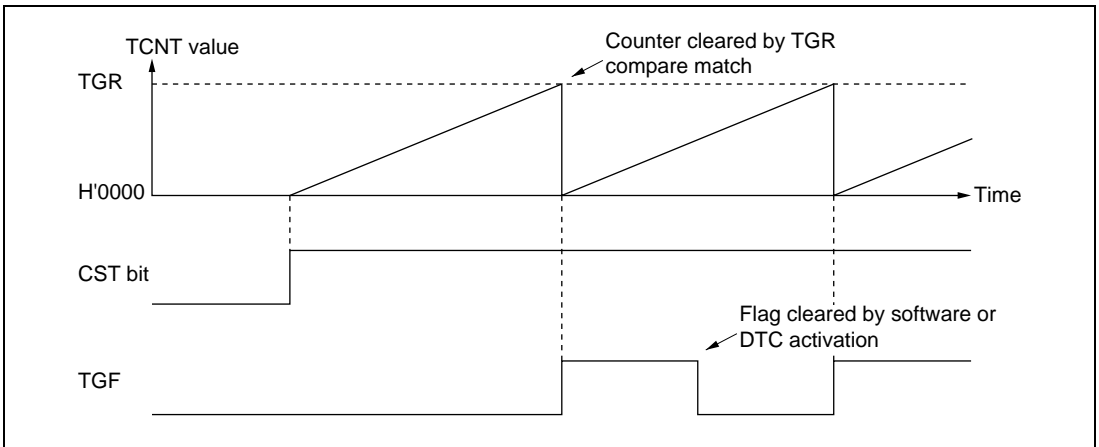 TCNT value
Counter cleared by TGR
compare match
TGR
H'0000
Time
CST bit
Flag cleared by software or
DTC activation
TGF